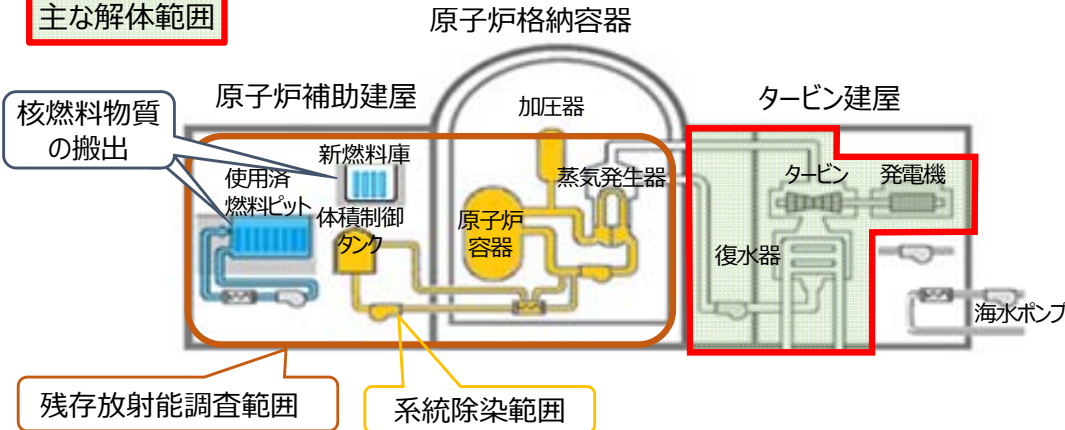 主な解体範囲
原子炉格納容器
原子炉補助建屋
タービン建屋
核燃料物質
の搬出
加圧器
新燃料庫
使用済
燃料ピット
体積制御
タンク
蒸気発生器
原子炉
容器
タービン
発電機
復水器
海水ポンプ
残存放射能調査範囲
系統除染範囲